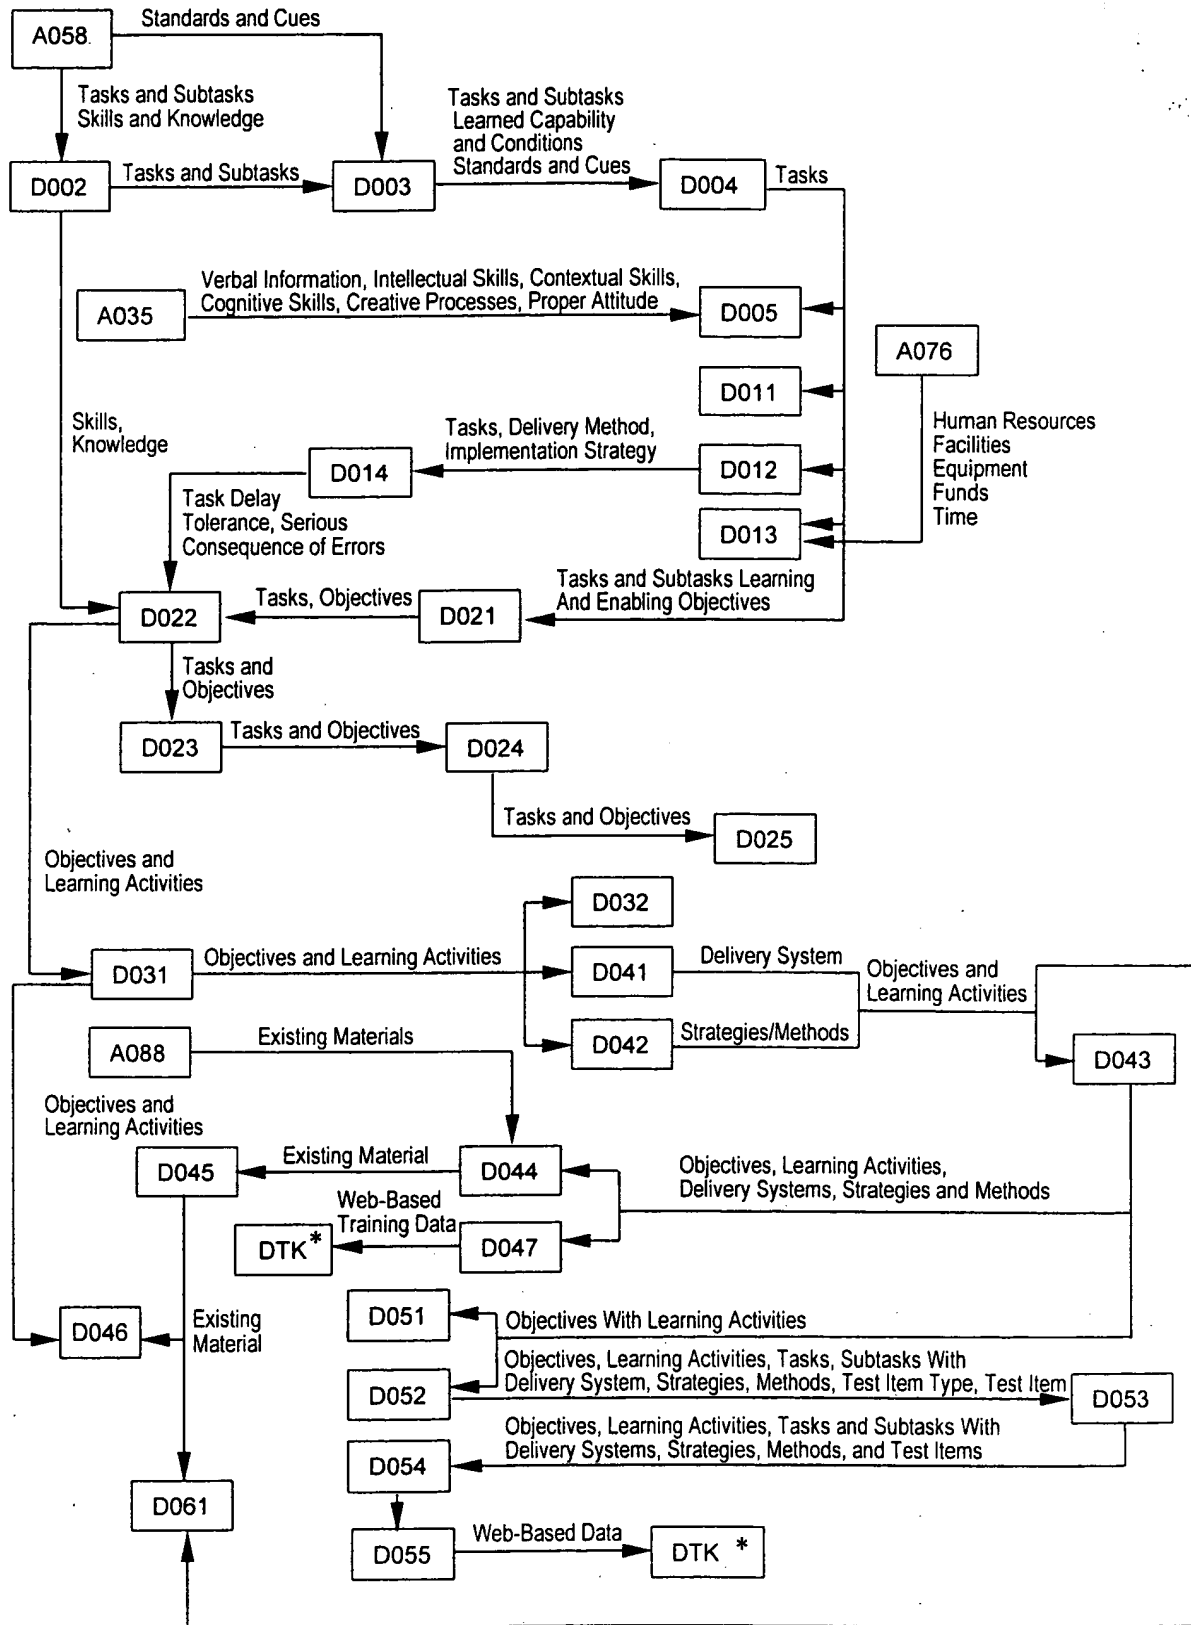 Standards and Cues
A058
Tasks and Subtasks
Skills and Knowledge
Tasks and Subtasks
Learned Capability
and Conditions
Standards and Cues
D002
Tasks and Subtasks
D003
D004
Tasks
Verbal Information, Intellectual Skills, Contextual Skills,
Cognitive Skills, Creative Processes, Proper Attitude
A035
D005
A076
D011
Human Resources
Facilities
Equipment
Funds
Time
Skills,
Knowledge
Tasks, Delivery Method,
Implementation Strategy
D014
D012
Task Delay
Tolerance, Serious
Consequence of Errors
D013
Tasks and Subtasks Learning
And Enabling Objectives
D022
Tasks, Objectives
D021
Tasks and
Objectives
D023
Tasks and Objectives
D024
Tasks and Objectives
D025
Objectives and
Learning Activities
D032
D031
Objectives and Learning Activities
D041
Delivery System
Objectives and
Learning Activities
A088
Existing Materials
D042
Strategies/Methods
D043
Objectives and
Learning Activities
D045
Existing Material
D044
Objectives, Learning Activities,
Delivery Systems, Strategies and Methods
Web-Based
Training Data
DTK *
D047
D046
Existing
Material
D051
Objectives With Learning Activities
Objectives, Learning Activities, Tasks, Subtasks With
Delivery System, Strategies, Methods, Test Item Type, Test Item
D052
D053
Objectives, Learning Activities, Tasks and Subtasks With
Delivery Systems, Strategies, Methods, and Test Items
D054
D061
D055
Web-Based Data
DTK *